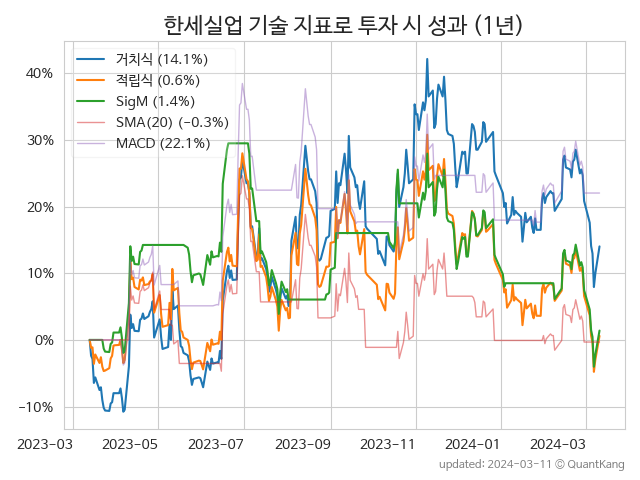 한세실업 기술 지표로 투자 시 성과 (1년)
거치식 (14.1%)
적립식 (0.6%)
SigM (1.4%)
SMA(20) (−0.3%)
MACD (22.1%)
40%
30%
20%
10%
0%
−10%
2023-03 2023-05 2023-07 2023-09 2023-11 2024-01 2024-03
updated: 2024-03-11 © QuantKang